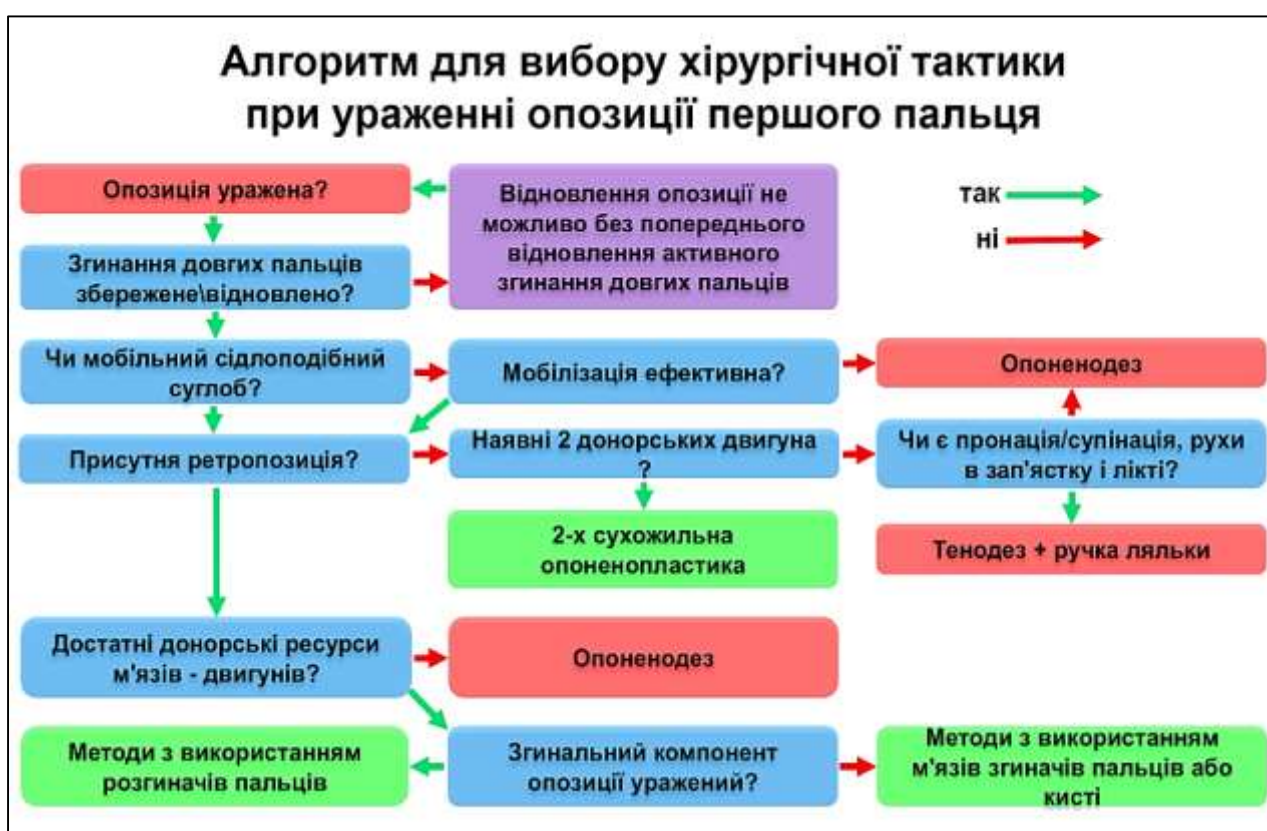 Алгоритм для вибору хірургічної тактики
при ураженні опозиції першого пальця
Опозиція уражена?
Відновлення опозиції не
можливо без попереднього
відновлення активного
згинання довгих пальців
так
ні
Згинання довгих пальців
збережене\відновлено?
Чи мобільний сідлоподібний
суглоб?
Мобілізація ефективна?
Опоненодез
Присутня ретропозиція?
Наявні 2 донорських двигуна
?
Чи є пронація/супінація, рухи
в зап'ястку і лікті?
2-х сухожильна
опоненопластика
Тенодез + ручка ляльки
Достатні донорські ресурси
м'язів - двигунів?
Опоненодез
Методи з використанням
розгиначів пальців
Згинальний компонент
опозиції уражений?
Методи з використанням
м'язів згиначів пальців або
кисті